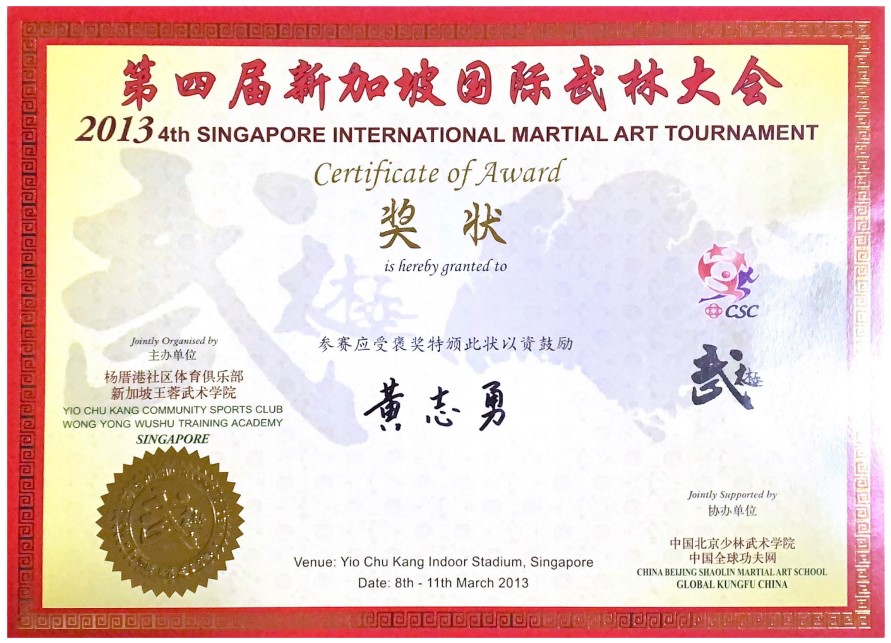 第四届新加坡国际武林大会
2013 4th SINGAPORE INTERNATIONAL MARTIAL ART TOURNAMENT
Certificate of Award
奖状
is hereby granted to
参赛应受褒奖特颁此状以资鼓励
黄志勇
Jointly Organised by
主办单位
杨厝港社区体育俱乐部
新加坡王蓉武术学院
YIO CHU KANG COMMUNITY SPORTS CLUB
WONG YONG WUSHU TRAINING ACADEMY
SINGAPORE
武
太極
CSC
武
太極
Jointly Supported by
协办单位
中国北京少林武术学院
中国全球功夫网
CHINA BEIJING SHAOLIN MARTIAL ART SCHOOL
GLOBAL KUNGFU CHINA
Venue: Yio Chu Kang Indoor Stadium, Singapore
Date: 8th - 11th March 2013